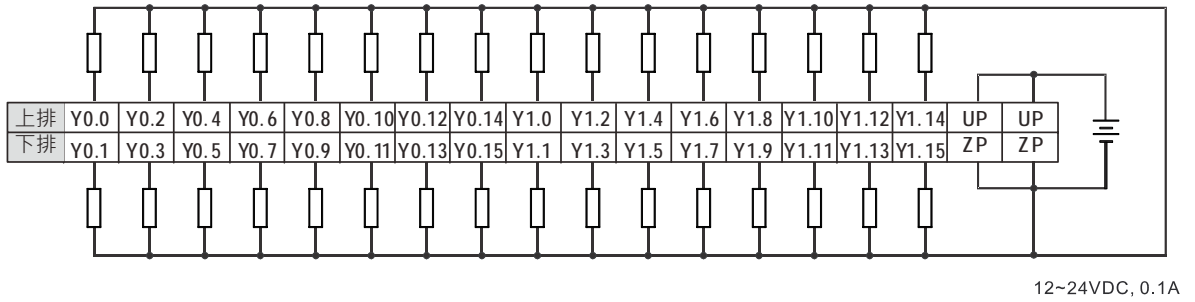 上排 Y0.0 Y0.2 Y0.4 Y0.6 Y0.8 Y0.10 Y0.12 Y0.14 Y1.0 Y1.2 Y1.4 Y1.6 Y1.8 Y1.10 Y1.12 Y1.14 UP UP
下排 Y0.1 Y0.3 Y0.5 Y0.7 Y0.9 Y0.11 Y0.13 Y0.15 Y1.1 Y1.3 Y1.5 Y1.7 Y1.9 Y1.11 Y1.13 Y1.15 ZP ZP
12~24VDC, 0.1A